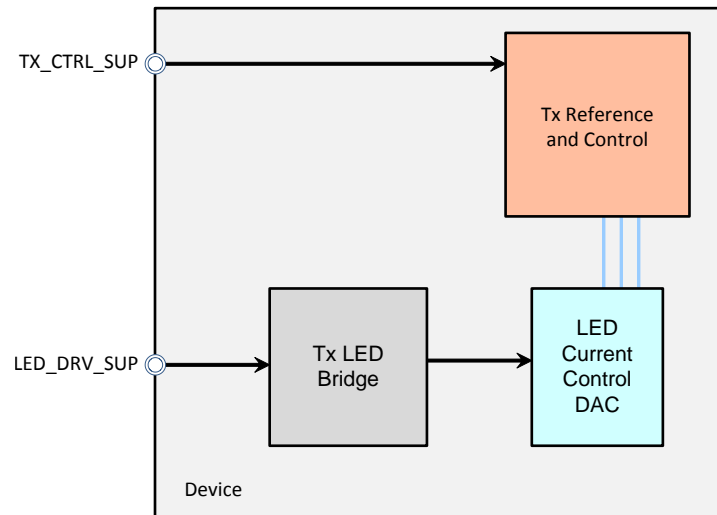 TX_CTRL_SUP
Tx Reference
and Control
LED_DRV_SUP
Tx LED
Bridge
LED
Current
Control
DAC
Device